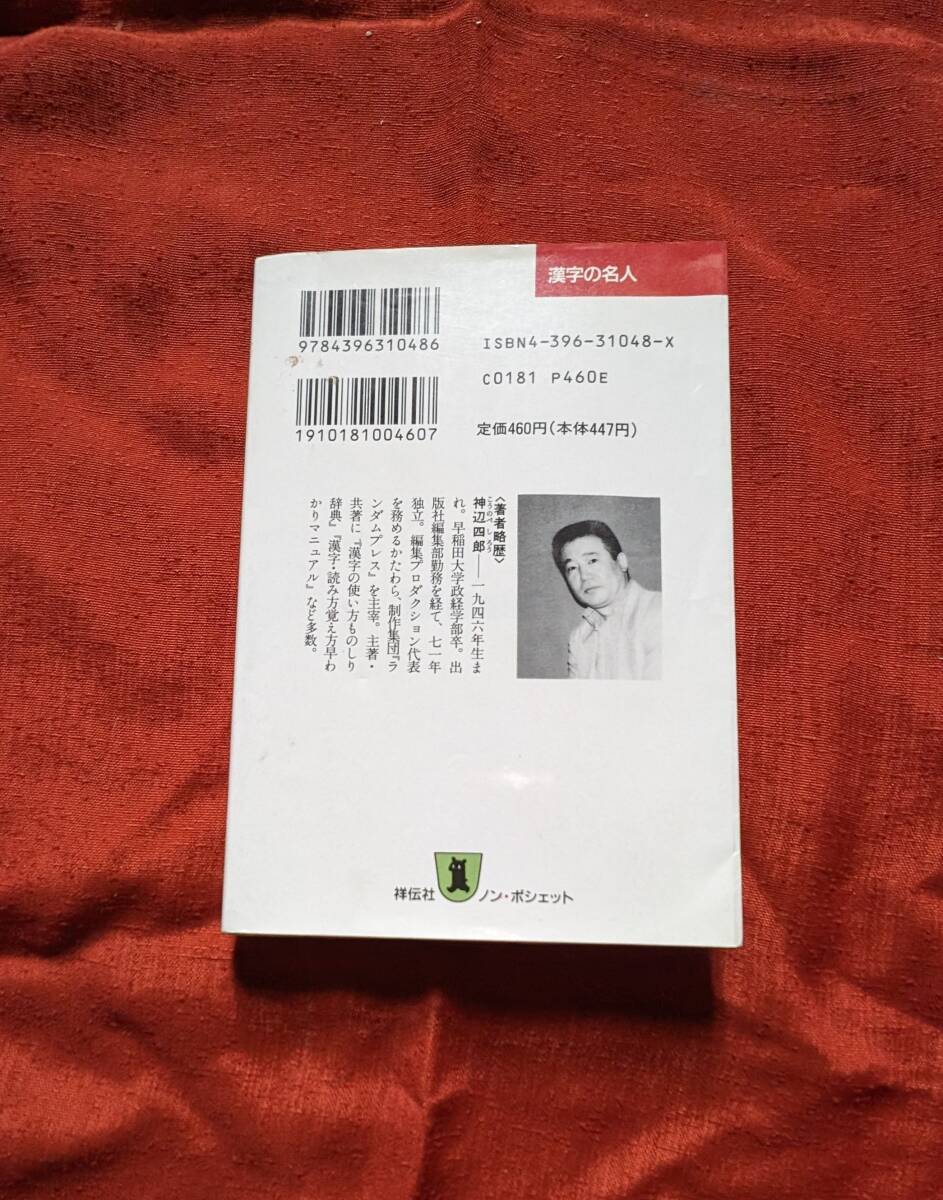 漢字の名人
9784396310486
ISBN4-396-31048-X
C0181 P460E
1910181004607
定価460円(本体447円)
〈著者略歴〉
神辺四郎――一九四六年生ま
こうのべしろう
れ。早稲田大学政経学部卒。出
版社編集部勤務を経て、七一年
独立。編集プロダクション代表
を務めるかたわら、制作集団『ラ
ンダムプレス』を主宰。主著・
共著に『漢字の使い方ものしり
辞典』『漢字・読み方覚え方早わ
かりマニュアル』など多数。
祥伝社 ノン・ポシェット